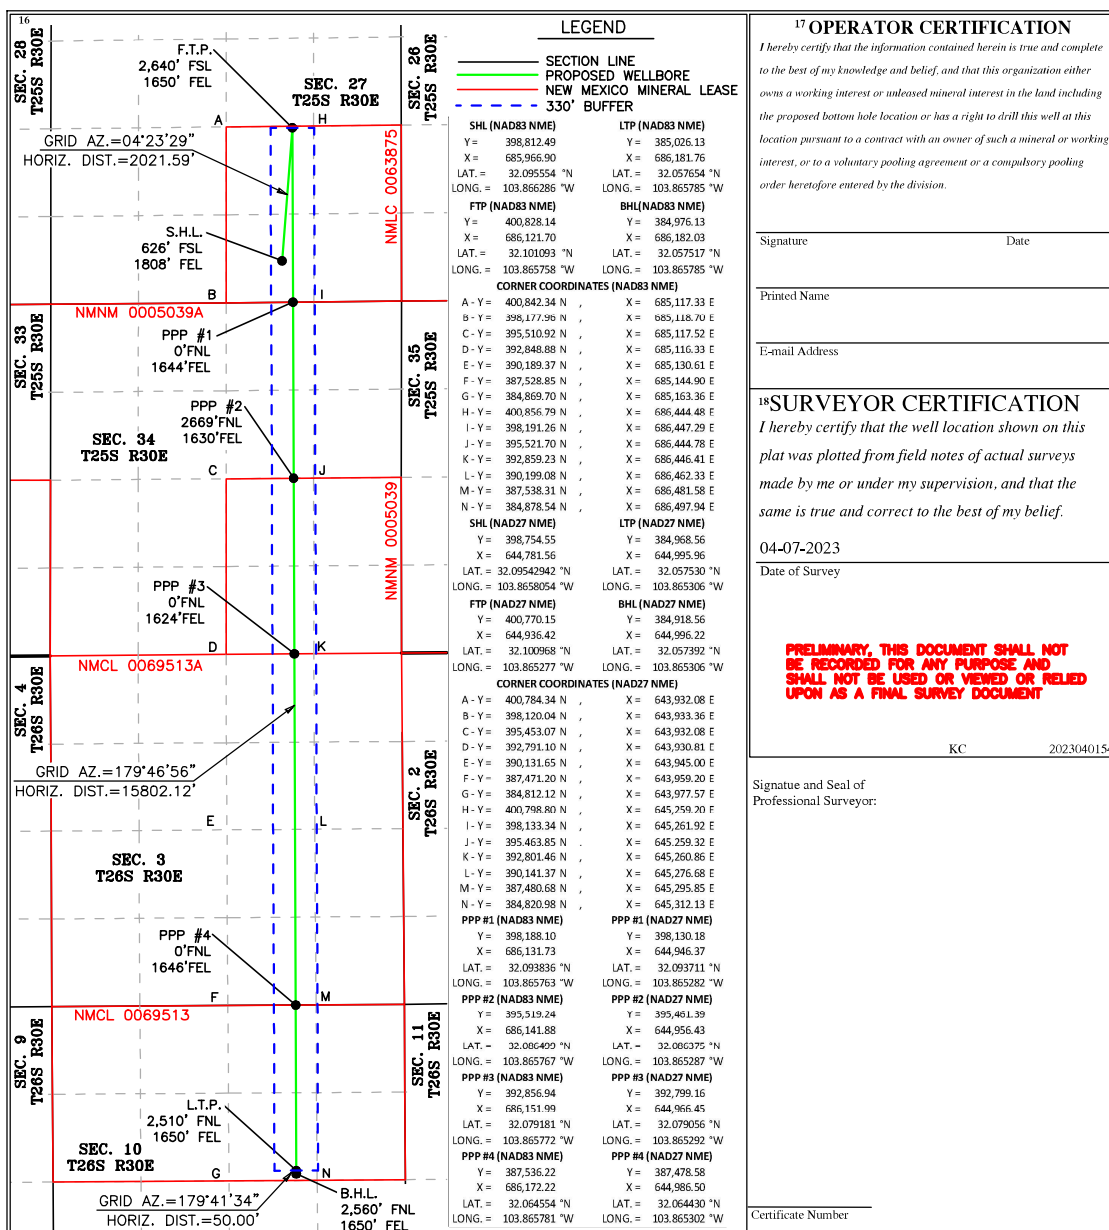 16
SEC. 28
T25S R30E
F.T.P.
2,640' FSL
1650' FEL
SEC. 27
T25S R30E
SEC. 26
T25S R30E
A
H
GRID AZ.=04°23'29"
HORIZ. DIST.=2021.59'
NMLC 0063875
S.H.L.
626' FSL
1808' FEL
B
I
NMNM 0005039A
SEC. 33
T25S R30E
PPP #1
0'FNL
1644'FEL
SEC. 35
T25S R30E
PPP #2
2669'FNL
1630'FEL
SEC. 34
T25S R30E
C
J
NMNM 0005039
PPP #3
0'FNL
1624'FEL
D
K
NMCL 0069513A
SEC. 4
T26S R30E
GRID AZ.=179°46'56"
HORIZ. DIST.=15802.12'
SEC. 2
T26S R30E
E
L
SEC. 3
T26S R30E
PPP #4
0'FNL
1646'FEL
F
M
NMCL 0069513
SEC. 9
T26S R30E
SEC. 11
T26S R30E
L.T.P.
2,510' FNL
1650' FEL
SEC. 10
T26S R30E
G
N
GRID AZ.=179°41'34"
HORIZ. DIST.=50.00'
B.H.L.
2,560' FNL
1650' FEL
LEGEND
SECTION LINE
PROPOSED WELLBORE
NEW MEXICO MINERAL LEASE
330' BUFFER
SHL (NAD83 NME) LTP (NAD83 NME)
Y = 398,812.49 Y = 385,026.13
X = 685,966.90 X = 686,181.76
LAT. = 32.095554 °N LAT. = 32.057654 °N
LONG. = 103.866286 °W LONG. = 103.865785 °W
FTP (NAD83 NME) BHL(NAD83 NME)
Y = 400,828.14 Y = 384,976.13
X = 686,121.70 X = 686,182.03
LAT. = 32.101093 °N LAT. = 32.057517 °N
LONG. = 103.865758 °W LONG. = 103.865785 °W
CORNER COORDINATES (NAD83 NME)
A - Y = 400,842.34 N , X = 685,117.33 E
B - Y = 398,177.96 N , X = 685,118.70 E
C - Y = 395,510.92 N , X = 685,117.52 E
D - Y = 392,848.88 N , X = 685,116.33 E
E - Y = 390,189.37 N , X = 685,130.61 E
F - Y = 387,528.85 N , X = 685,144.90 E
G - Y = 384,869.70 N , X = 685,163.36 E
H - Y = 400,856.79 N , X = 686,444.48 E
I - Y = 398,191.26 N , X = 686,447.29 E
J - Y = 395,521.70 N , X = 686,444.78 E
K - Y = 392,859.23 N , X = 686,446.41 E
L - Y = 390,199.08 N , X = 686,462.33 E
M - Y = 387,538.31 N , X = 686,481.58 E
N - Y = 384,878.54 N , X = 686,497.94 E
SHL (NAD27 NME) LTP (NAD27 NME)
Y = 398,754.55 Y = 384,968.56
X = 644,781.56 X = 644,995.96
LAT. = 32.09542942 °N LAT. = 32.057530 °N
LONG. = 103.8658054 °W LONG. = 103.865306 °W
FTP (NAD27 NME) BHL (NAD27 NME)
Y = 400,770.15 Y = 384,918.56
X = 644,936.42 X = 644,996.22
LAT. = 32.100968 °N LAT. = 32.057392 °N
LONG. = 103.865277 °W LONG. = 103.865306 °W
CORNER COORDINATES (NAD27 NME)
A - Y = 400,784.34 N , X = 643,932.08 E
B - Y = 398,120.04 N , X = 643,933.36 E
C - Y = 395,453.07 N , X = 643,932.08 E
D - Y = 392,791.10 N , X = 643,930.81 E
E - Y = 390,131.65 N , X = 643,945.00 E
F - Y = 387,471.20 N , X = 643,959.20 E
G - Y = 384,812.12 N , X = 643,977.57 E
H - Y = 400,798.80 N , X = 645,259.20 E
I - Y = 398,133.34 N , X = 645,261.92 E
J - Y = 395.463.85 N . X = 645.259.32 E
K - Y = 392,801.46 N , X = 645,260.86 E
L - Y = 390,141.37 N , X = 645,276.68 E
M - Y = 387,480.68 N , X = 645,295.85 E
N - Y = 384,820.98 N , X = 645,312.13 E
PPP #1 (NAD83 NME) PPP #1 (NAD27 NME)
Y = 398,188.10 Y = 398,130.18
X = 686,131.73 X = 644,946.37
LAT. = 32.093836 °N LAT. = 32.093711 °N
LONG. = 103.865763 °W LONG. = 103.865282 °W
PPP #2 (NAD83 NME) PPP #2 (NAD27 NME)
Y = 395,519.24 Y = 395,461.39
X = 686,141.88 X = 644,956.43
LAT. = 32.086499 °N LAT. = 32.086375 °N
LONG. = 103.865767 °W LONG. = 103.865287 °W
PPP #3 (NAD83 NME) PPP #3 (NAD27 NME)
Y = 392,856.94 Y = 392,799.16
X = 686,151.99 X = 644,966.45
LAT. = 32.079181 °N LAT. = 32.079056 °N
LONG. = 103.865772 °W LONG. = 103.865292 °W
PPP #4 (NAD83 NME) PPP #4 (NAD27 NME)
Y = 387,536.22 Y = 387,478.58
X = 686,172.22 X = 644,986.50
LAT. = 32.064554 °N LAT. = 32.064430 °N
LONG. = 103.865781 °W LONG. = 103.865302 °W
17 OPERATOR CERTIFICATION
I hereby certify that the information contained herein is true and complete
to the best of my knowledge and belief, and that this organization either
owns a working interest or unleased mineral interest in the land including
the proposed bottom hole location or has a right to drill this well at this
location pursuant to a contract with an owner of such a mineral or working
interest, or to a voluntary pooling agreement or a compulsory pooling
order heretofore entered by the division.
Signature Date
Printed Name
E-mail Address
18 SURVEYOR CERTIFICATION
I hereby certify that the well location shown on this
plat was plotted from field notes of actual surveys
made by me or under my supervision, and that the
same is true and correct to the best of my belief.
04-07-2023
Date of Survey
PRELIMINARY, THIS DOCUMENT SHALL NOT
BE RECORDED FOR ANY PURPOSE AND
SHALL NOT BE USED OR VIEWED OR RELIED
UPON AS A FINAL SURVEY DOCUMENT
KC 2023040154
Signatue and Seal of
Professional Surveyor:
Certificate Number